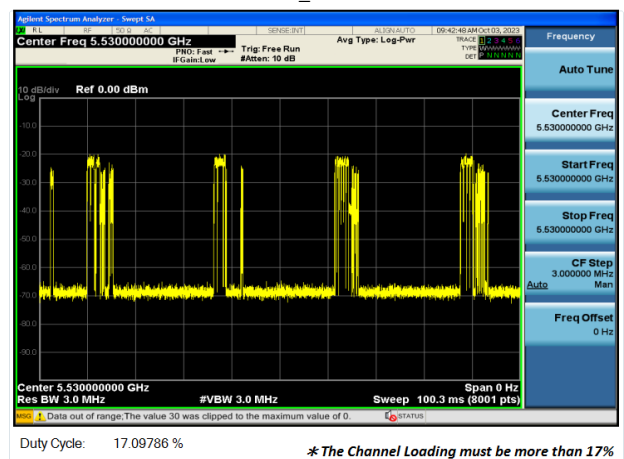 Agilent Spectrum Analyzer - Swept SA
RL RF 50 Ω AC SENSE:INT ALIGN AUTO 09:42:48 AM Oct 03, 2023
Center Freq 5.530000000 GHz
PNO: Fast
IFGain:Low
Trig: Free Run
#Atten: 10 dB
Avg Type: Log-Pwr
TRACE 1 2 3 4 5 6
TYPE
DET P N N N N N
10 dB/div Ref 0.00 dBm
Log
-10.0
-20.0
-30.0
-40.0
-50.0
-60.0
-70.0
-80.0
-90.0
Center 5.530000000 GHz Span 0 Hz
Res BW 3.0 MHz #VBW 3.0 MHz Sweep 100.3 ms (8001 pts)
MSG Data out of range;The value 30 was clipped to the maximum value of 0. STATUS
Frequency
Auto Tune
Center Freq
5.530000000 GHz
Start Freq
5.530000000 GHz
Stop Freq
5.530000000 GHz
CF Step
3.000000 MHz
Auto Man
Freq Offset
0 Hz
Duty Cycle: 17.09786 %
* The Channel Loading must be more than 17%